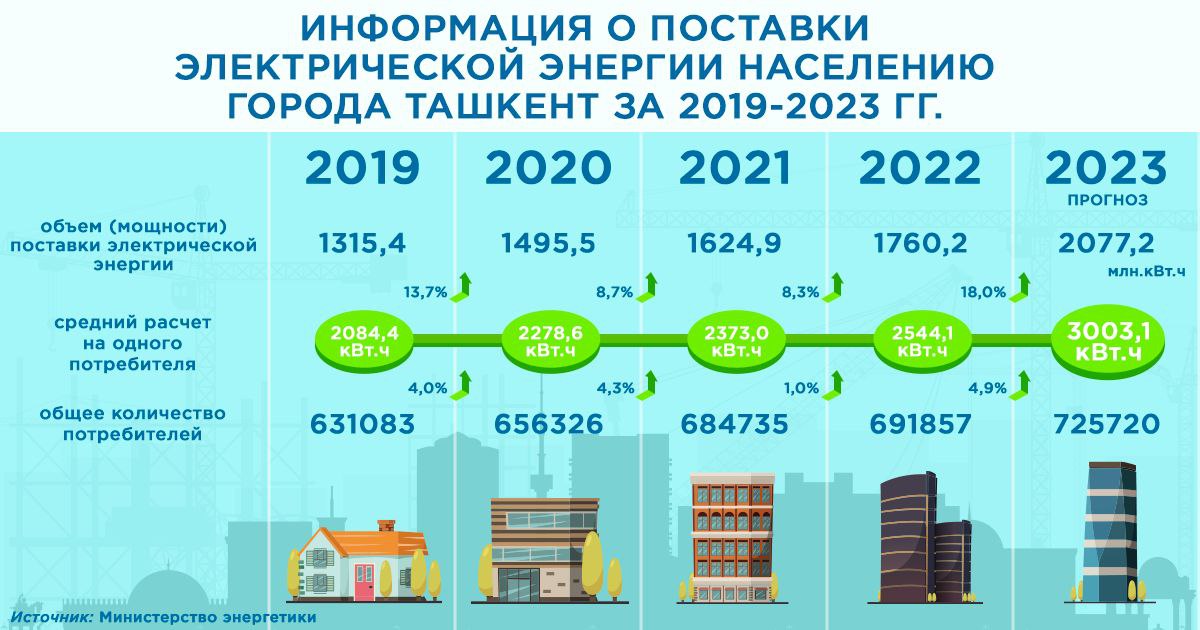 ИНФОРМАЦИЯ О ПОСТАВКИ
ЭЛЕКТРИЧЕСКОЙ ЭНЕРГИИ НАСЕЛЕНИЮ
ГОРОДА ТАШКЕНТ ЗА 2019-2023 ГГ.
2019 2020 2021 2022 2023
ПРОГНОЗ
объем (мощности)
поставки электрической
энергии
1315,4 1495,5 1624,9 1760,2 2077,2
млн.кВт.ч
13,7% 8,7% 8,3% 18,0%
средний расчет
на одного
потребителя
2084,4 2278,6 2373,0 2544,1 3003,1
кВт.ч кВт.ч кВт.ч кВт.ч кВт.ч
4,0% 4,3% 1,0% 4,9%
общее количество
потребителей
631083 656326 684735 691857 725720
Источник: Министерство энергетики